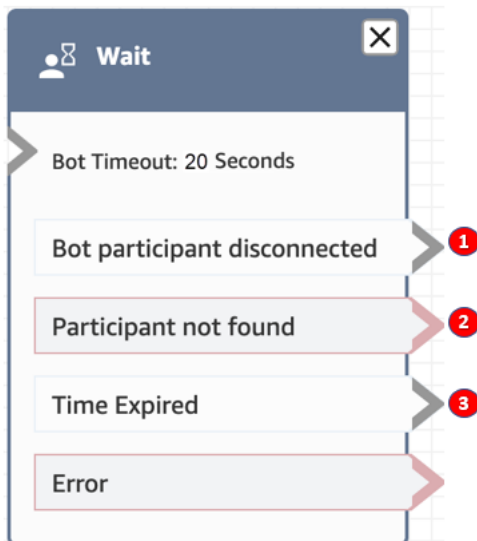 Wait
Bot Timeout: 20 Seconds
Bot participant disconnected
1
Participant not found
2
Time Expired
3
Error